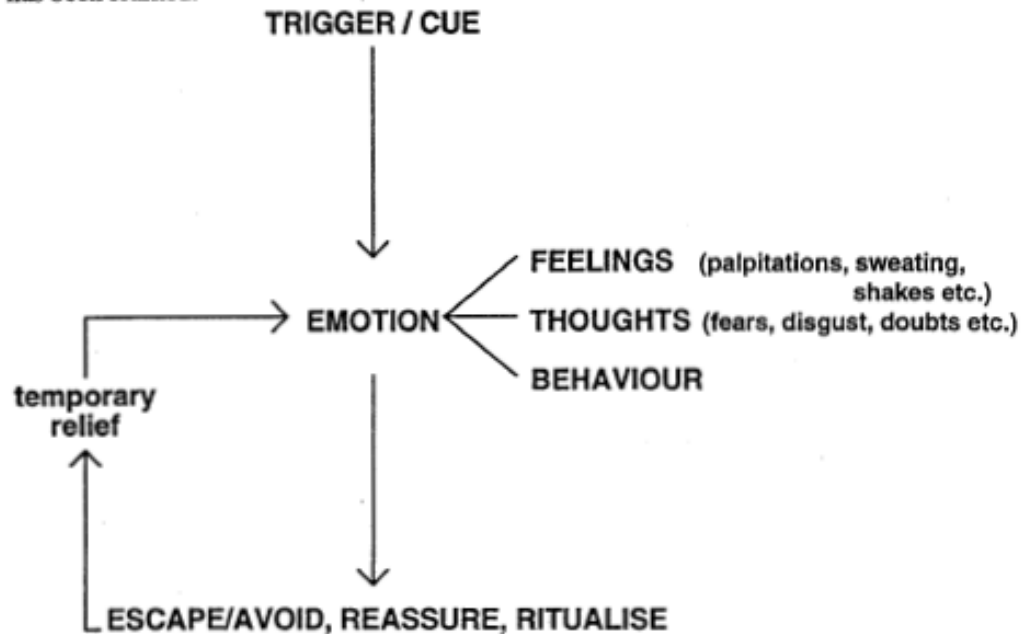 TRIGGER / CUE
FEELINGS (palpitations, sweating,
shakes etc.)
EMOTION
THOUGHTS (fears, disgust, doubts etc.)
BEHAVIOUR
temporary
relief
ESCAPE/AVOID, REASSURE, RITUALISE